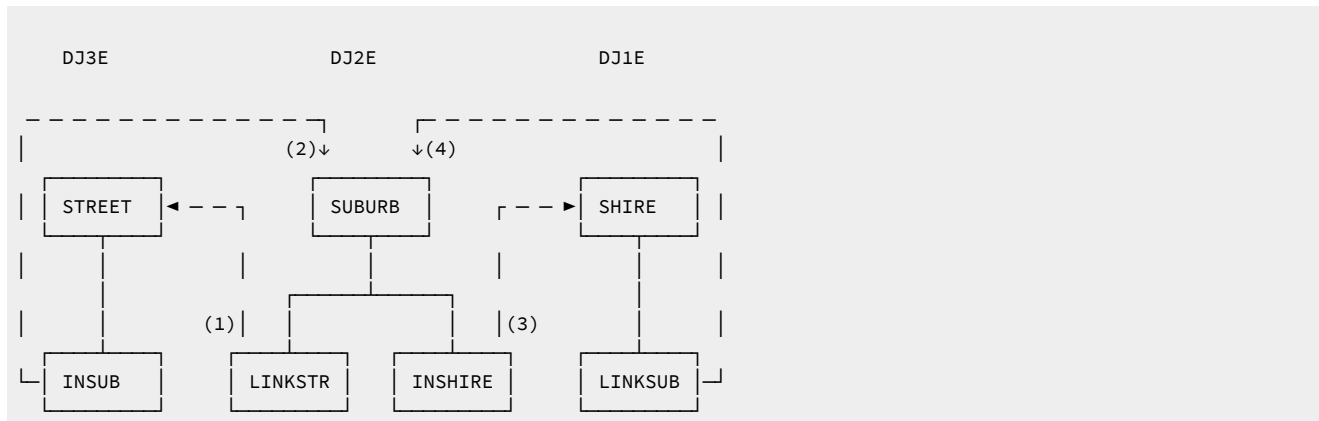 DJ3E DJ2E DJ1E
(2) (4)
STREET SUBURB SHIRE
(1) (3)
INSUB LINKSTR INSHIRE LINKSUB